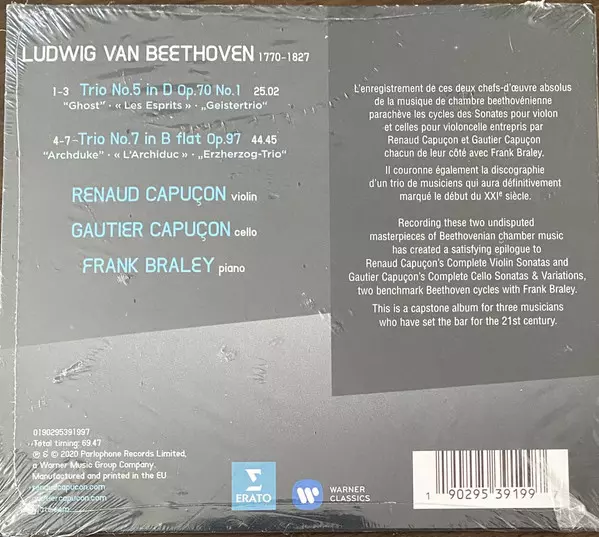 LUDWIG VAN BEETHOVEN 1770-1827
1-3 Trio No.5 in D Op.70 No.1 25.02
"Ghost" · « Les Esprits » · „Geistertrio"
4-7 Trio No.7 in B flat Op.97 44.45
"Archduke" · « L'Archiduc » · „Erzherzog-Trio"
RENAUD CAPUÇON violin
GAUTIER CAPUÇON cello
FRANK BRALEY piano
L'enregistrement de ces deux chefs-d'œuvre absolus
de la musique de chambre beethovénienne
parachève les cycles des Sonates pour violon
et celles pour violoncelle entrepris par
Renaud Capuçon et Gautier Capuçon
chacun de leur côté avec Frank Braley.
Il couronne également la discographie
d'un trio de musiciens qui aura définitivement
marqué le début du XXIe siècle.
Recording these two undisputed
masterpieces of Beethovenian chamber music
has created a satisfying epilogue to
Renaud Capuçon's Complete Violin Sonatas and
Gautier Capuçon's Complete Cello Sonatas & Variations,
two benchmark Beethoven cycles with Frank Braley.
This is a capstone album for three musicians
who have set the bar for the 21st century.
0190295391997
Total timing: 69.47
℗ & © 2020 Parlophone Records Limited,
a Warner Music Group Company.
Manufactured and printed in the EU.
renaudcapucon.com
gautiercapucon.com
ERATO
WARNER
CLASSICS
1 90295 39199 7